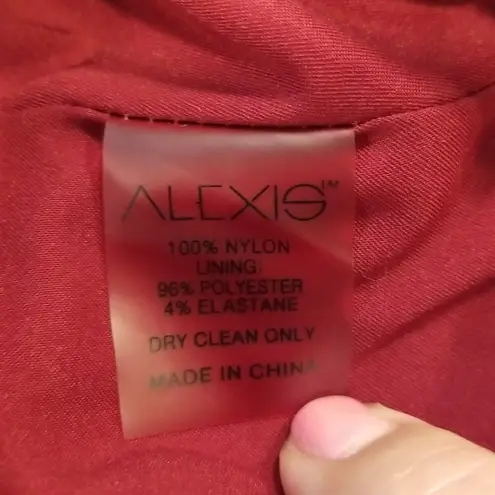 ALEXIS™
100% NYLON
LINING:
96% POLYESTER
4% ELASTANE
DRY CLEAN ONLY
MADE IN CHINA